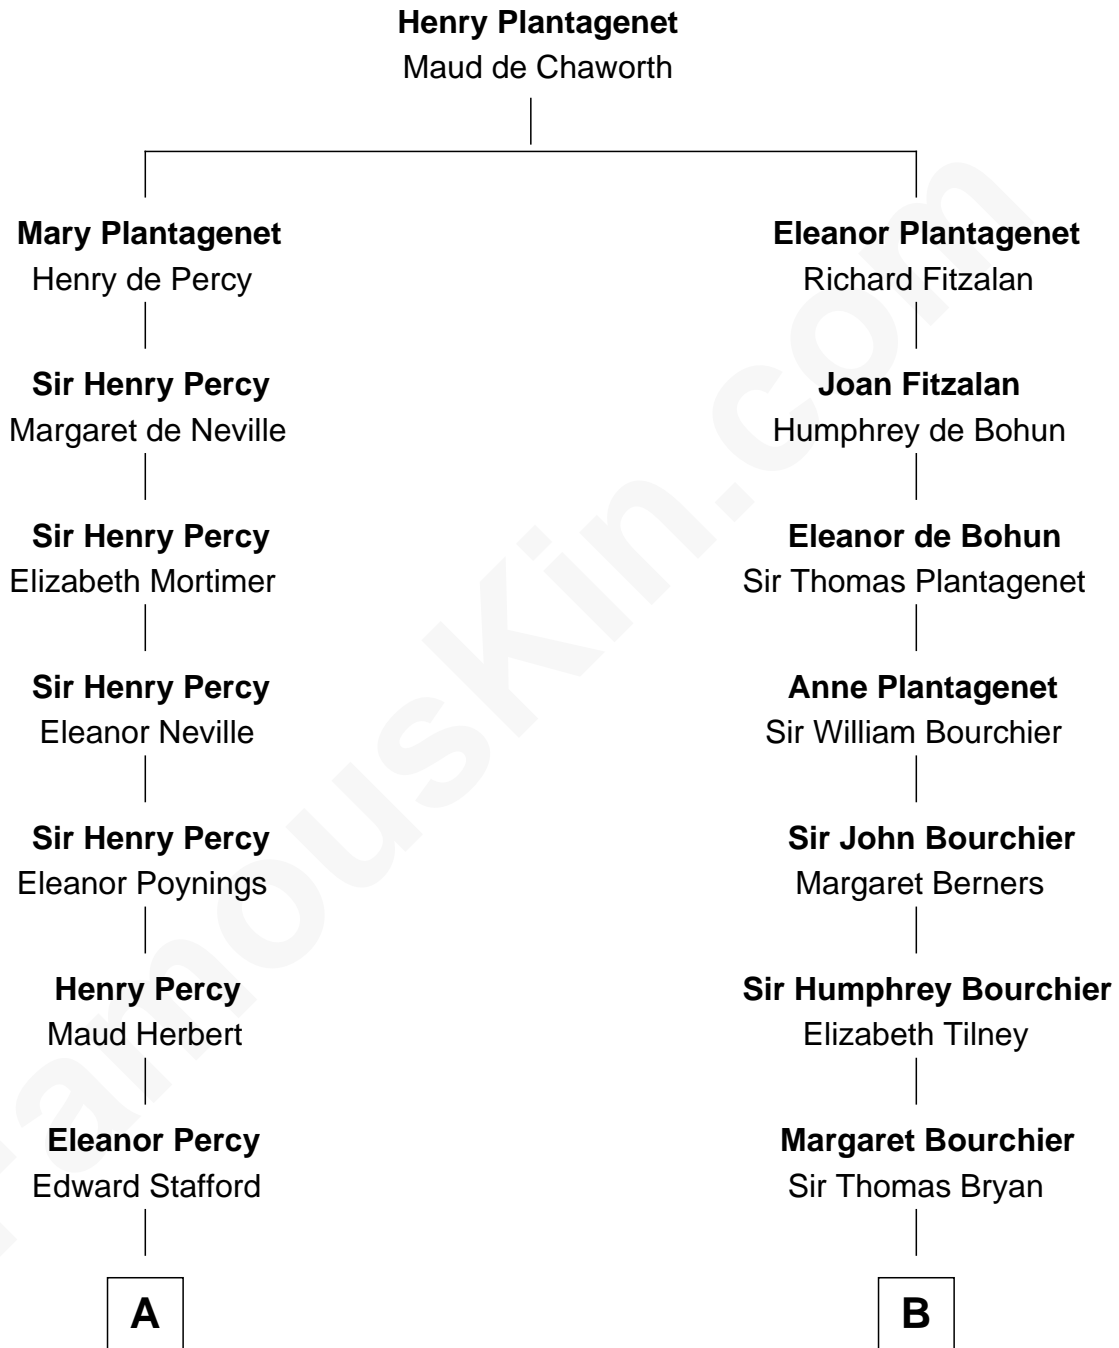 Henry Plantagenet
Maud de Chaworth
Mary Plantagenet
Henry de Percy
Eleanor Plantagenet
Richard Fitzalan
Sir Henry Percy
Margaret de Neville
Joan Fitzalan
Humphrey de Bohun
Sir Henry Percy
Elizabeth Mortimer
Eleanor de Bohun
Sir Thomas Plantagenet
Sir Henry Percy
Eleanor Neville
Anne Plantagenet
Sir William Bourchier
Sir Henry Percy
Eleanor Poynings
Sir John Bourchier
Margaret Berners
Henry Percy
Maud Herbert
Sir Humphrey Bourchier
Elizabeth Tilney
Eleanor Percy
Edward Stafford
Margaret Bourchier
Sir Thomas Bryan
A
B
FamousKin.com